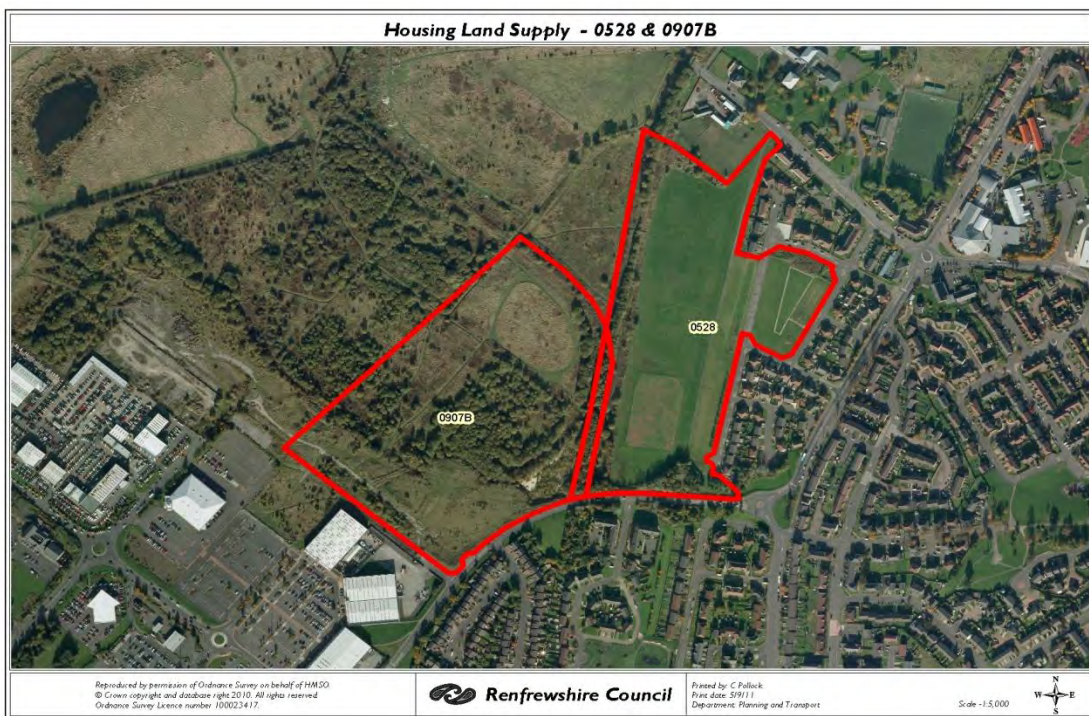 Housing Land Supply - 0528 & 0907B
0528
0907B
Reproduced by permission of Ordnance Survey on behalf of HMSO.
© Crown copyright and database right 2010. All rights reserved.
Ordnance Survey Licence number 100023417.
Renfrewshire Council
Printed by: C Pollock
Print date: 5/9/11
Department: Planning and Transport
Scale -1:5,000
N
W E
S